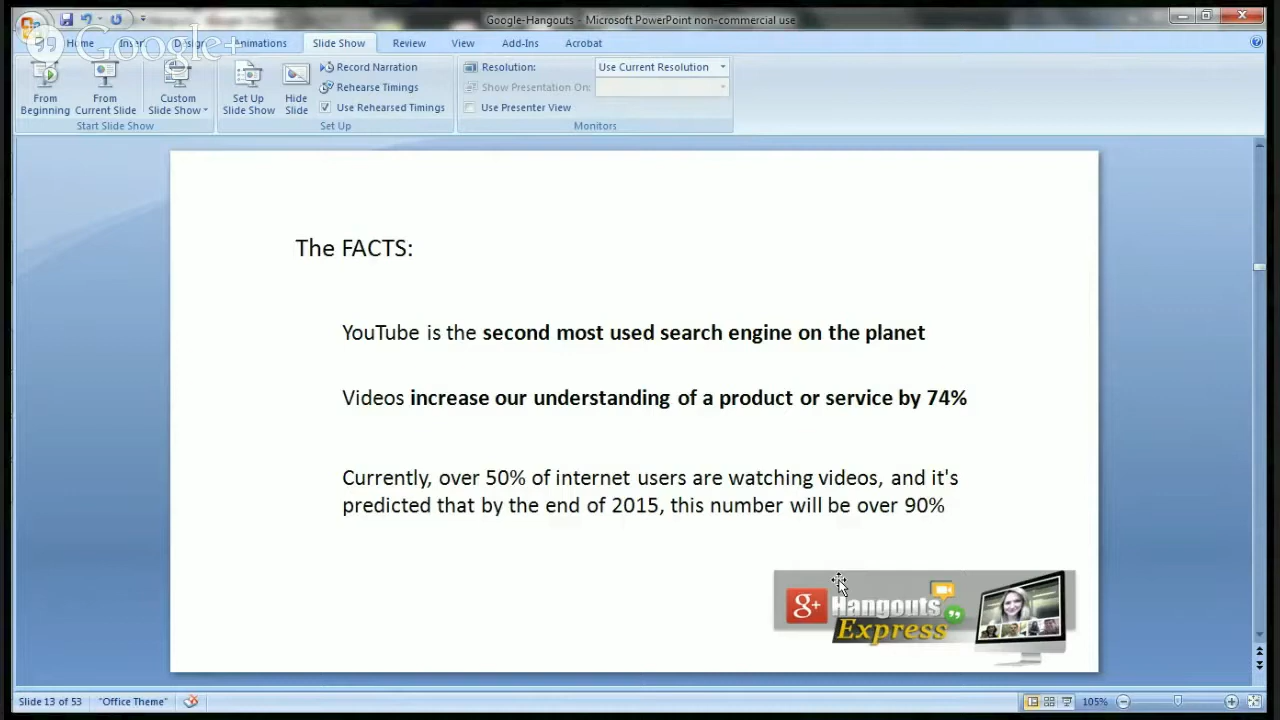 Google-Hangouts - Microsoft PowerPoint non-commercial use
Google+
Home Insert Design Animations Slide Show Review View Add-Ins Acrobat
From Beginning
From Current Slide
Custom Slide Show
Start Slide Show
Set Up Slide Show
Hide Slide
Record Narration
Rehearse Timings
Use Rehearsed Timings
Set Up
Resolution: Use Current Resolution
Show Presentation On:
Use Presenter View
Monitors
The FACTS:
YouTube is the second most used search engine on the planet
Videos increase our understanding of a product or service by 74%
Currently, over 50% of internet users are watching videos, and it's
predicted that by the end of 2015, this number will be over 90%
g+ Hangouts
Express
Slide 13 of 53 "Office Theme" 105%